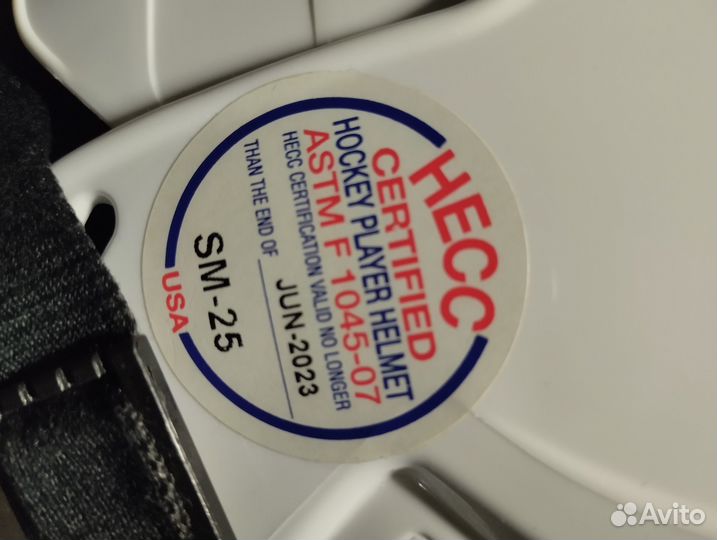 HECC
CERTIFIED
HOCKEY PLAYER HELMET
ASTM F 1045-07
HECC CERTIFICATION VALID NO LONGER
THAN THE END OF JUN-2023
SM-25
USA
Avito